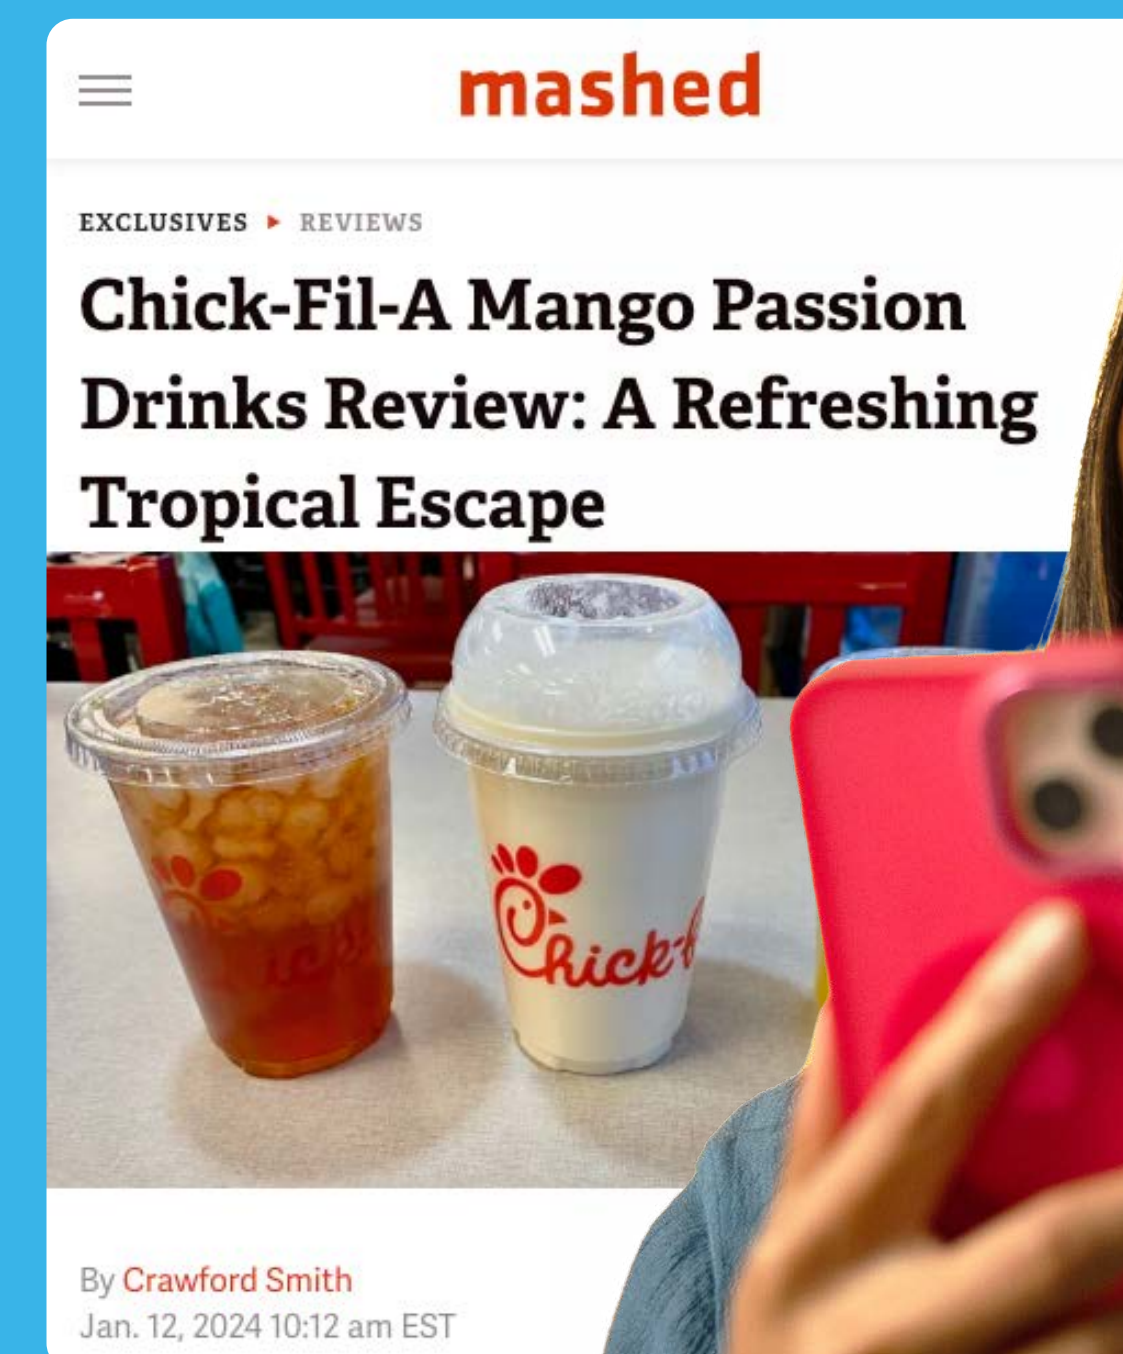 mashed
EXCLUSIVES ▸ REVIEWS
Chick-Fil-A Mango Passion
Drinks Review: A Refreshing
Tropical Escape
Chick-f
By Crawford Smith
Jan. 12, 2024 10:12 am EST